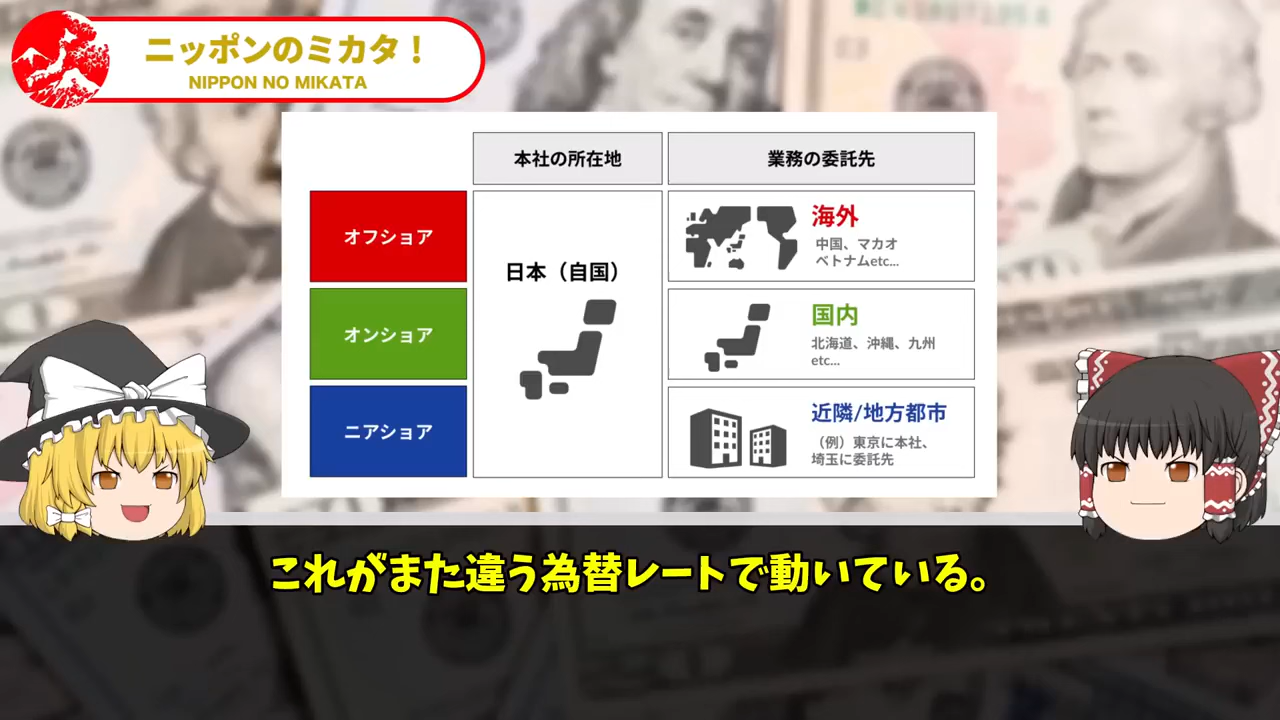 ニッポンのミカタ！
NIPPON NO MIKATA
本社の所在地
業務の委託先
オフショア
日本（自国）
海外
中国、マカオ
ベトナムetc...
オンショア
国内
北海道、沖縄、九州
etc...
ニアショア
近隣/地方都市
（例）東京に本社、
埼玉に委託先
これがまた違う為替レートで動いている。